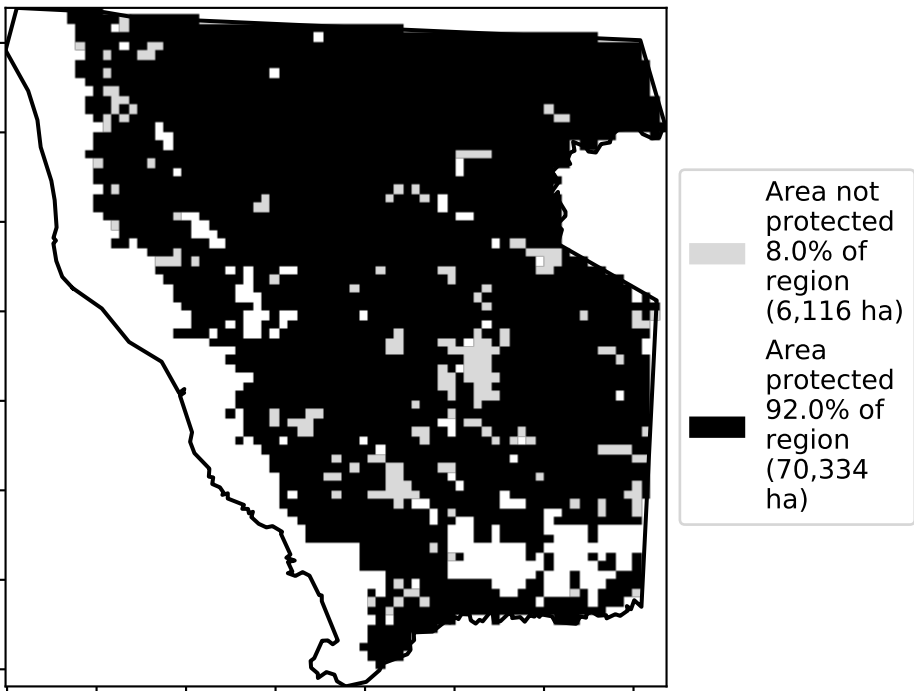 Area not
protected
8.0% of
region
(6,116 ha)
Area
protected
92.0% of
region
(70,334
ha)